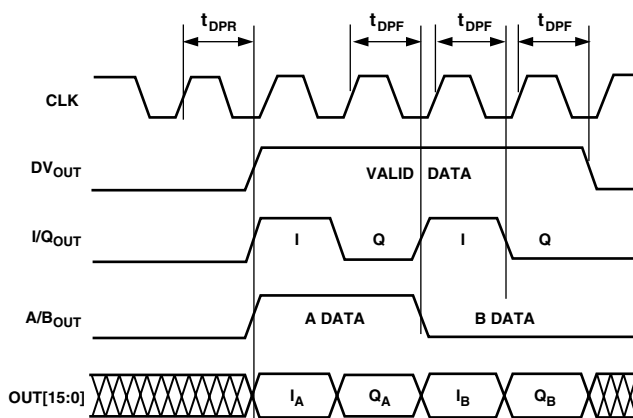 tDPR tDPF tDPF tDPF
CLK
DVOUT VALID DATA
I/QOUT I Q I Q
A/BOUT A DATA B DATA
OUT[15:0] IA QA IB QB